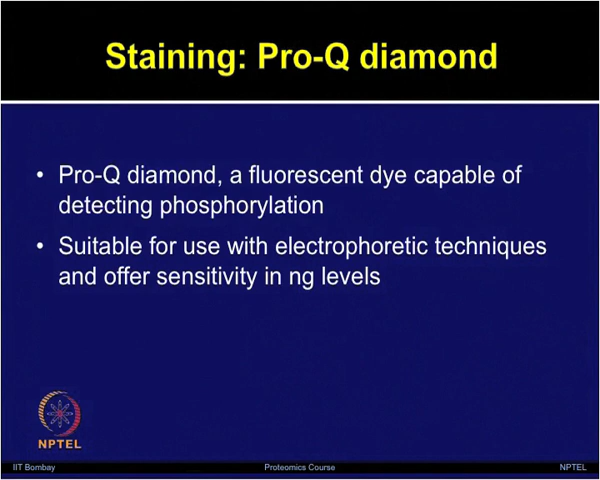 Staining: Pro-Q diamond
• Pro-Q diamond, a fluorescent dye capable of
detecting phosphorylation
• Suitable for use with electrophoretic techniques
and offer sensitivity in ng levels
NPTEL
IIT Bombay
Proteomics Course
NPTEL